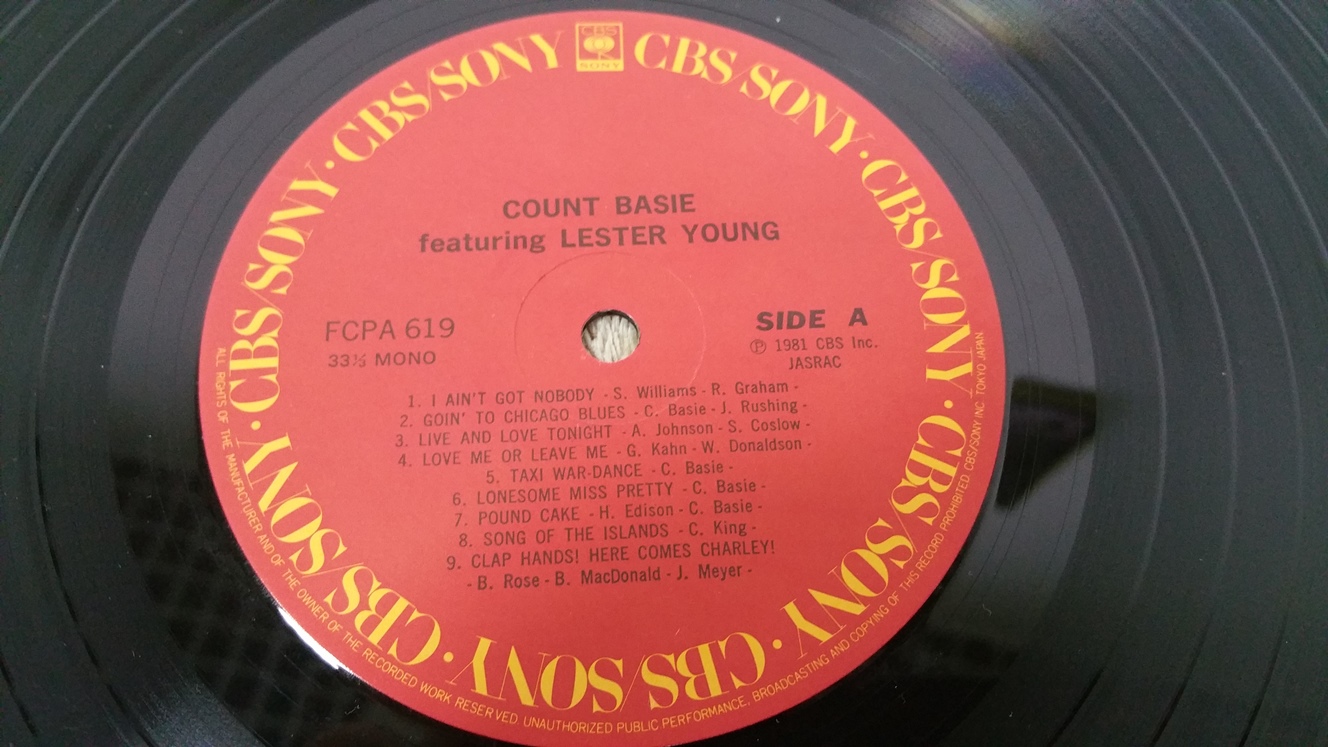 CBS/SONY · CBS/SONY · CBS/SONY · CBS/SONY · CBS/SONY · CBS/SONY · CBS/SONY · CBS/SONY
CBS
SONY
COUNT BASIE
featuring LESTER YOUNG
FCPA 619
33⅓ MONO
SIDE A
Ⓟ 1981 CBS Inc.
JASRAC
1. I AIN'T GOT NOBODY - S. Williams - R. Graham -
2. GOIN' TO CHICAGO BLUES - C. Basie - J. Rushing -
3. LIVE AND LOVE TONIGHT - A. Johnson - S. Coslow -
4. LOVE ME OR LEAVE ME - G. Kahn - W. Donaldson -
5. TAXI WAR-DANCE - C. Basie -
6. LONESOME MISS PRETTY - C. Basie -
7. POUND CAKE - H. Edison - C. Basie -
8. SONG OF THE ISLANDS - C. King -
9. CLAP HANDS! HERE COMES CHARLEY!
- B. Rose - B. MacDonald - J. Meyer -
ALL RIGHTS OF THE MANUFACTURER AND OF THE OWNER OF THE RECORDED WORK RESERVED. UNAUTHORIZED PUBLIC PERFORMANCE, BROADCASTING AND COPYING OF THIS RECORD PROHIBITED CBS/SONY INC. TOKYO JAPAN